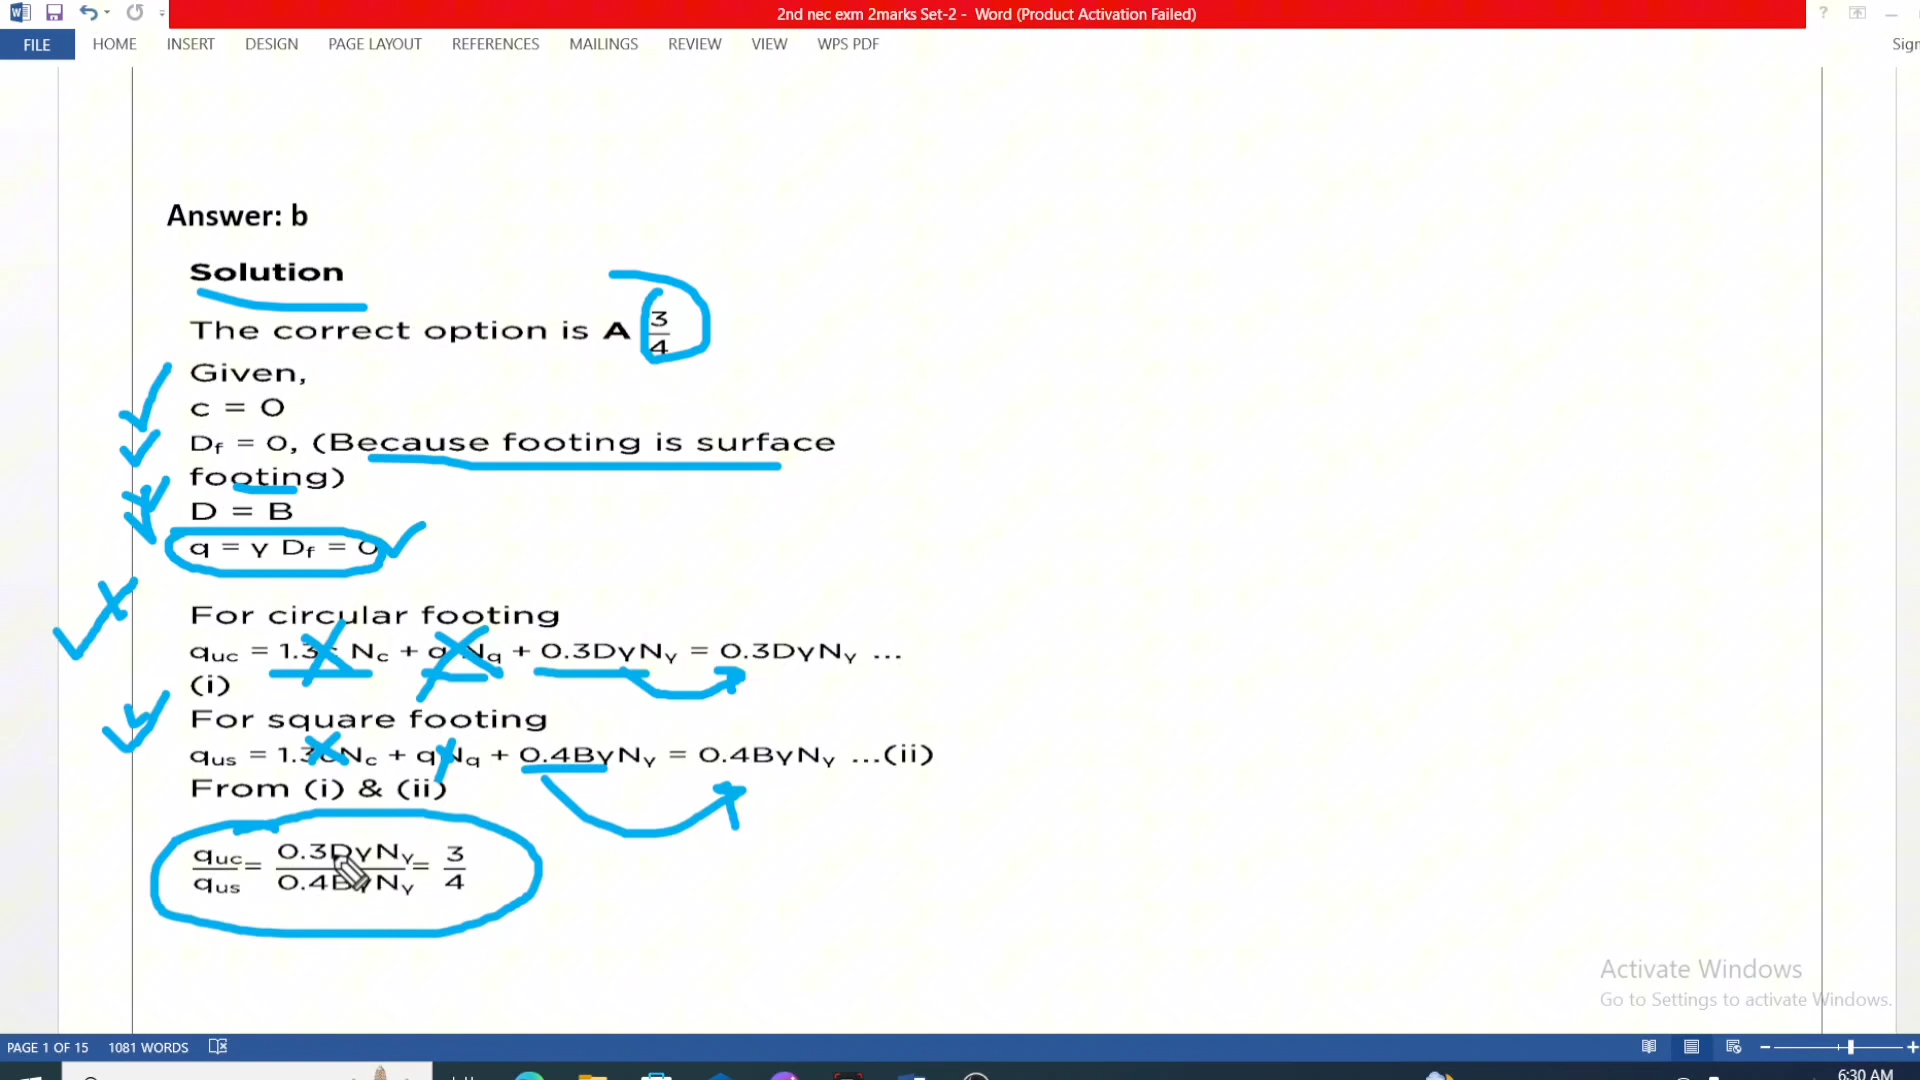 2nd nec exm 2marks Set-2 - Word (Product Activation Failed)
FILE HOME INSERT DESIGN PAGE LAYOUT REFERENCES MAILINGS REVIEW VIEW WPS PDF
Sign
Answer: b
Solution
The correct option is A 3/4
Given,
c = 0
Df = 0, (Because footing is surface
footing)
D = B
q = γ Df = 0
For circular footing
quc = 1.3c Nc + q Nq + 0.3DγNγ = 0.3DγNγ ...
(i)
For square footing
qus = 1.3cNc + qNq + 0.4BγNγ = 0.4BγNγ ...(ii)
From (i) & (ii)
quc/qus = 0.3DγNγ/0.4BγNγ = 3/4
Activate Windows
Go to Settings to activate Windows.
PAGE 1 OF 15 1081 WORDS
6:30 AM